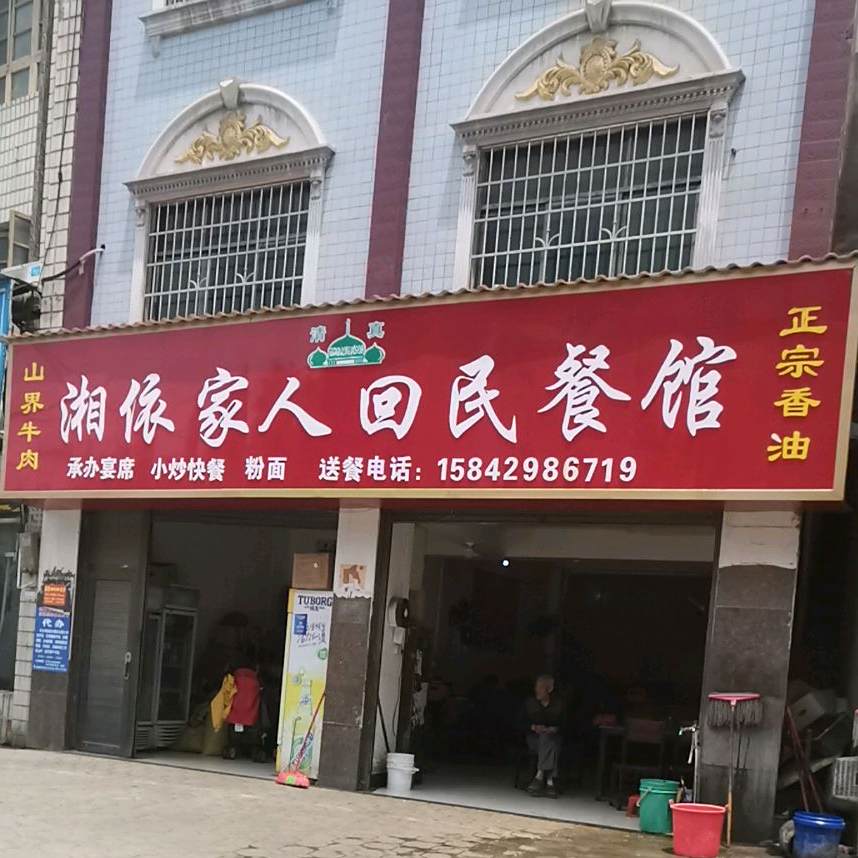 清真
山界牛肉
湘依家人回民餐馆
正宗香油
承办宴席 小炒快餐 粉面 送餐电话：15842986719
TUBORG
代办